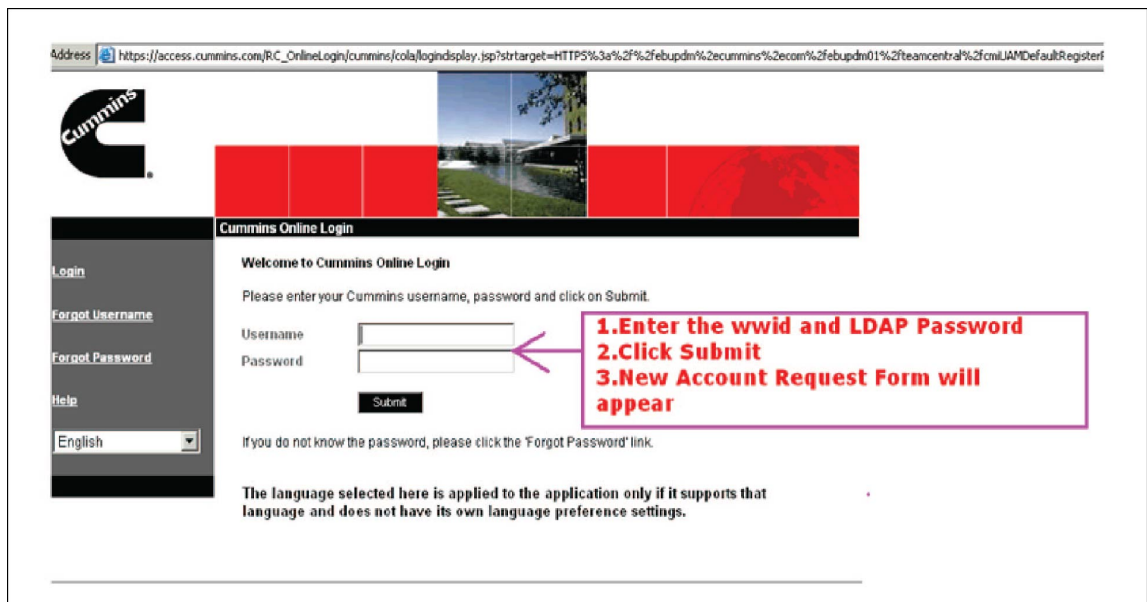 Address https://access.cummins.com/RC_OnlineLogin/cummins/cola/logindisplay.jsp?strtarget=HTTPS%3a%2f%2febupdm%2ecummins%2ecom%2febupdm01%2fteamcentral%2fcmiUAMDefaultRegisterF
Cummins
Cummins Online Login
Login
Forgot Username
Forgot Password
Help
English
Welcome to Cummins Online Login
Please enter your Cummins username, password and click on Submit.
Username
Password
Submit
1.Enter the wwid and LDAP Password
2.Click Submit
3.New Account Request Form will
appear
If you do not know the password, please click the 'Forgot Password' link.
The language selected here is applied to the application only if it supports that
language and does not have its own language preference settings.